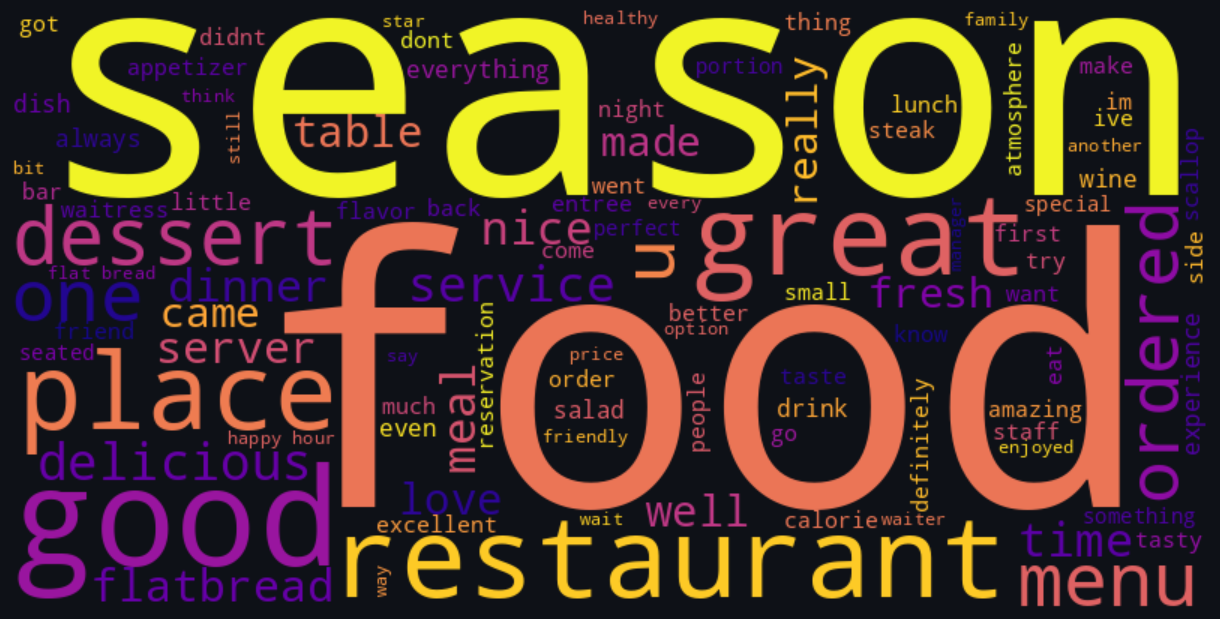 season
food
restaurant
great
good
place
dessert
ordered
menu
service
one
delicious
time
flatbread
server
dinner
table
made
nice
fresh
really
u
meal
love
well
came
got
didnt
star
dont
healthy
thing
family
appetizer
everything
portion
make
dish
think
night
lunch
atmosphere
im
ive
always
still
steak
another
bit
bar
went
wine
scallop
waitress
little
flavor
back
entree
every
special
perfect
come
manager
first
try
side
flat bread
small
want
friend
better
option
know
seated
say
reservation
price
order
taste
eat
experience
much
salad
people
drink
amazing
even
friendly
go
definitely
staff
enjoyed
happy hour
excellent
wait
calorie
waiter
something
tasty
way